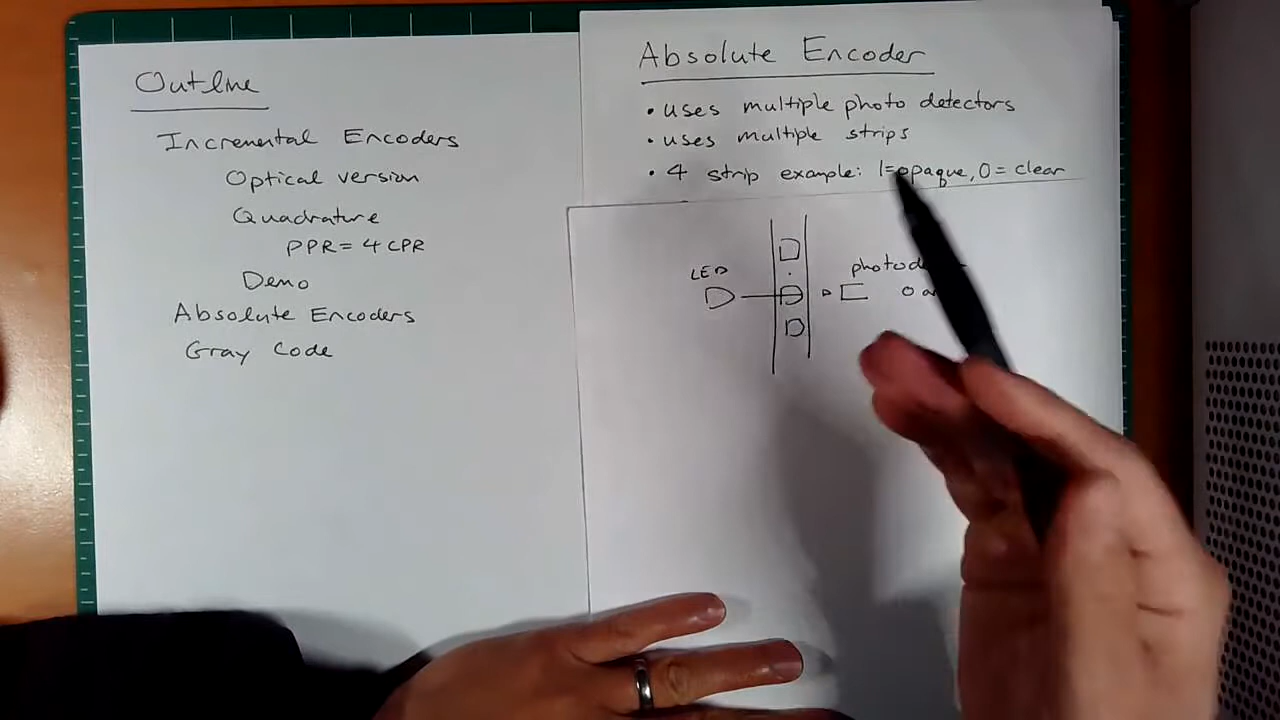 Outline
Incremental Encoders
Optical version
Quadrature
PPR = 4 CPR
Demo
Absolute Encoders
Gray Code
Absolute Encoder
• uses multiple photo detectors
• uses multiple strips
• 4 strip example: 1=opaque, 0 = clear
LED